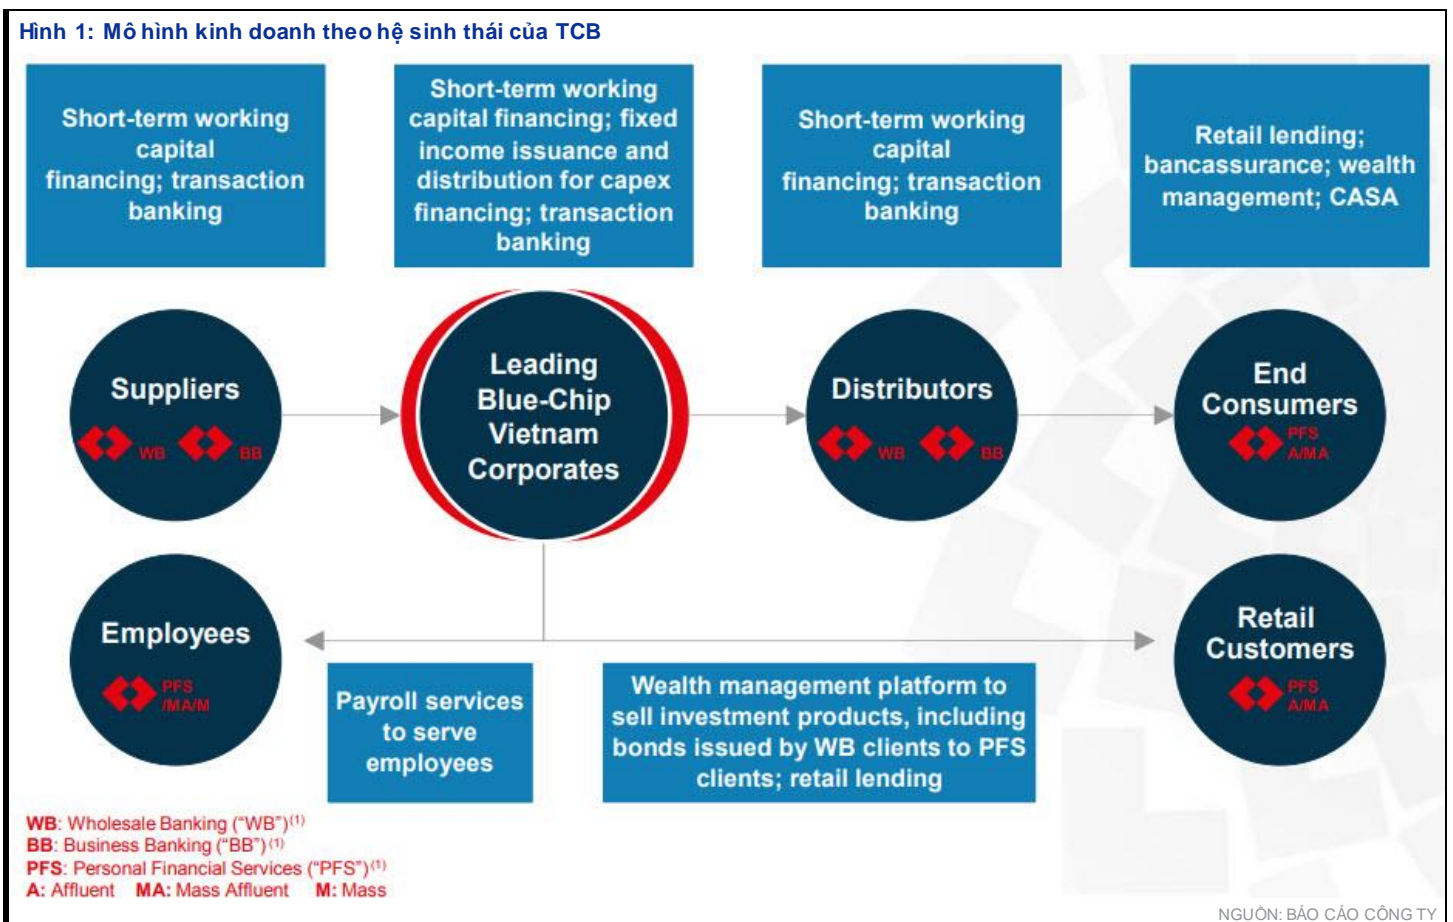 Hình 1: Mô hình kinh doanh theo hệ sinh thái của TCB
Short-term working
capital
financing; transaction
banking
Short-term working
capital financing; fixed
income issuance and
distribution for capex
financing; transaction
banking
Short-term working
capital
financing; transaction
banking
Retail lending;
bancassurance; wealth
management; CASA
Suppliers
WB BB
Leading
Blue-Chip
Vietnam
Corporates
Distributors
WB BB
End
Consumers
PFS
A/MA
Employees
PFS
/MA/M
Payroll services
to serve
employees
Wealth management platform to
sell investment products, including
bonds issued by WB clients to PFS
clients; retail lending
Retail
Customers
PFS
A/MA
WB: Wholesale Banking (“WB”)(1)
BB: Business Banking (“BB”)(1)
PFS: Personal Financial Services (“PFS”)(1)
A: Affluent MA: Mass Affluent M: Mass
NGUỒN: BÁO CÁO CÔNG TY